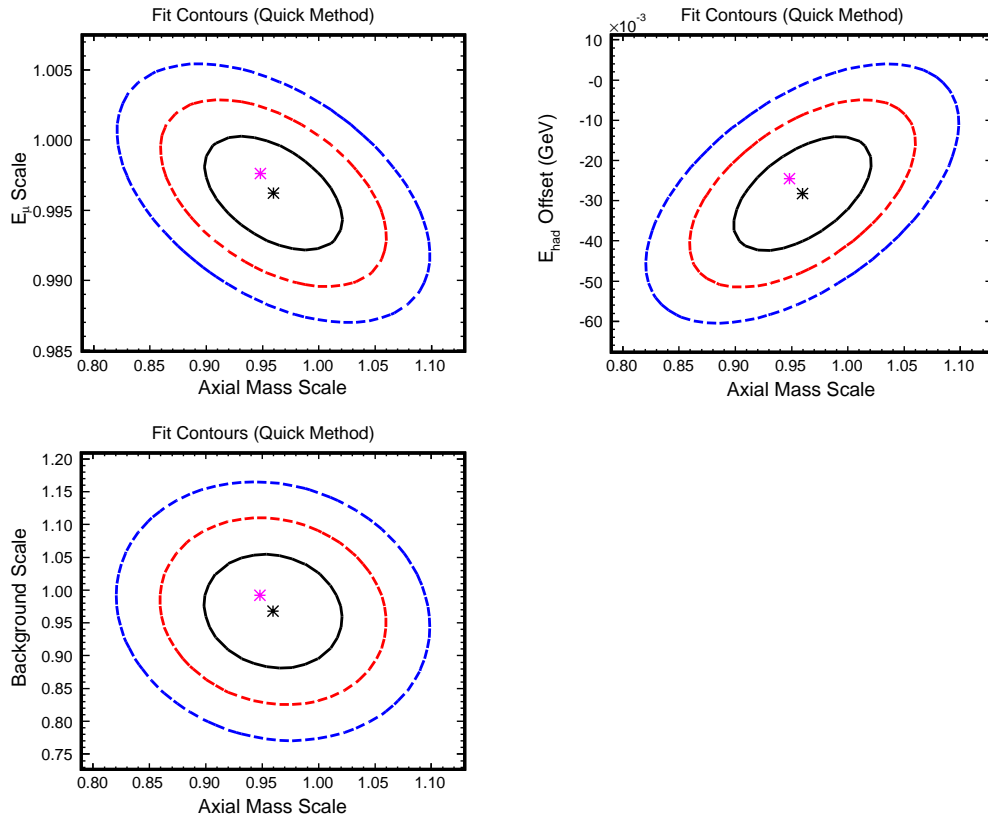 Fit Contours (Quick Method)
E_μ Scale
1.005
1.000
0.995
0.990
0.985
0.80 0.85 0.90 0.95 1.00 1.05 1.10
Axial Mass Scale
Fit Contours (Quick Method)
×10⁻³
E_had Offset (GeV)
10
-0
-10
-20
-30
-40
-50
-60
0.80 0.85 0.90 0.95 1.00 1.05 1.10
Axial Mass Scale
Fit Contours (Quick Method)
Background Scale
1.20
1.15
1.10
1.05
1.00
0.95
0.90
0.85
0.80
0.75
0.80 0.85 0.90 0.95 1.00 1.05 1.10
Axial Mass Scale